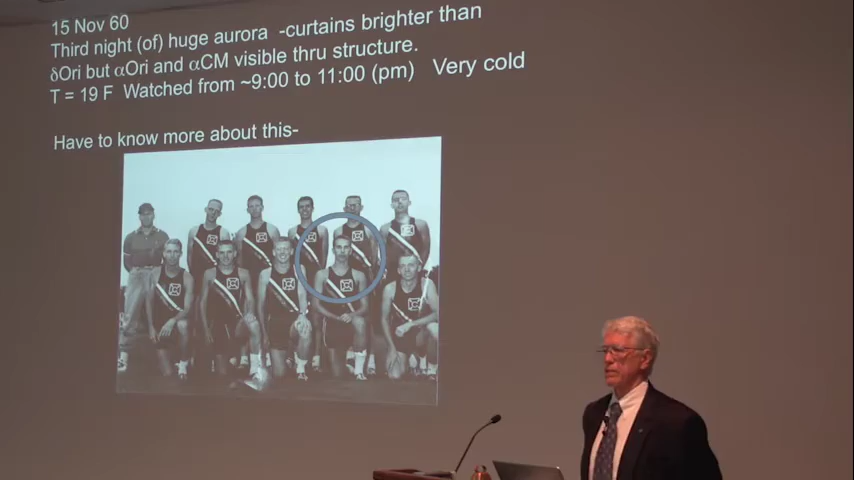 15 Nov 60
Third night (of) huge aurora -curtains brighter than
δOri but αOri and αCM visible thru structure.
T = 19 F Watched from ~9:00 to 11:00 (pm) Very cold
Have to know more about this-